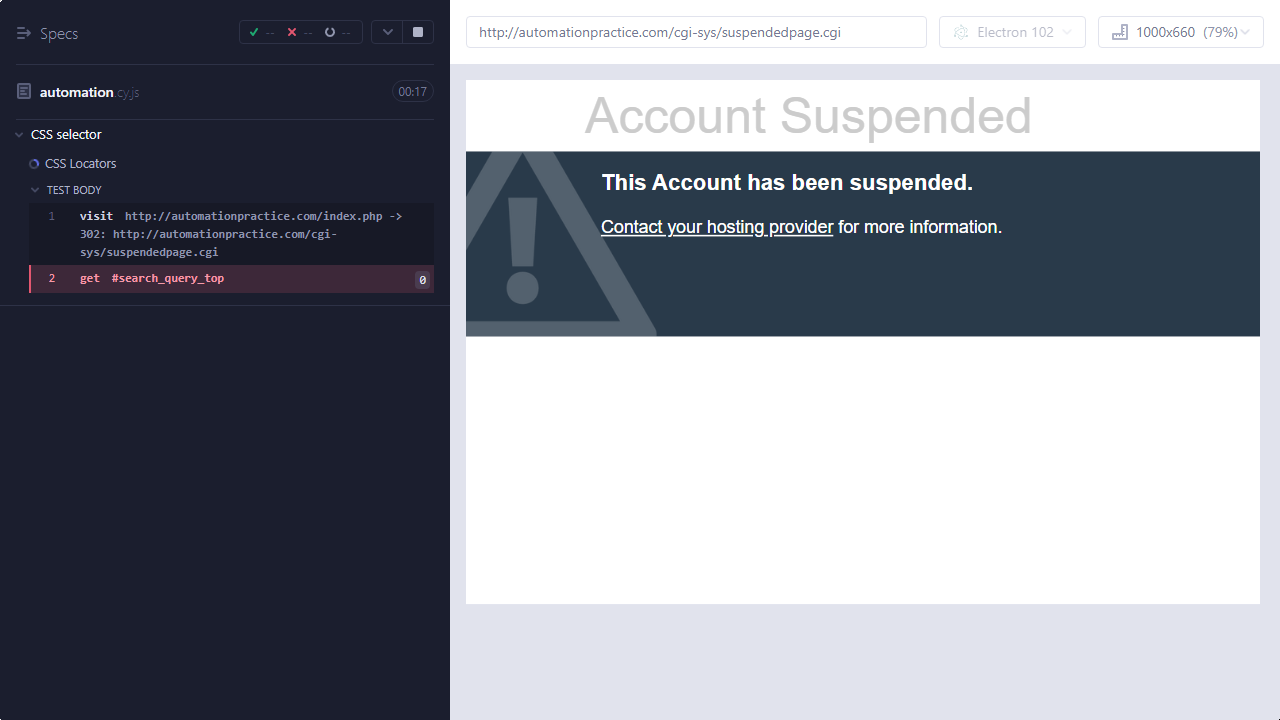 Specs
-- -- --
automation.cy.js 00:17
CSS selector
CSS Locators
TEST BODY
1 visit http://automationpractice.com/index.php ->
302: http://automationpractice.com/cgi-
sys/suspendedpage.cgi
2 get #search_query_top 0
http://automationpractice.com/cgi-sys/suspendedpage.cgi
Electron 102
1000x660 (79%)
Account Suspended
This Account has been suspended.
Contact your hosting provider for more information.